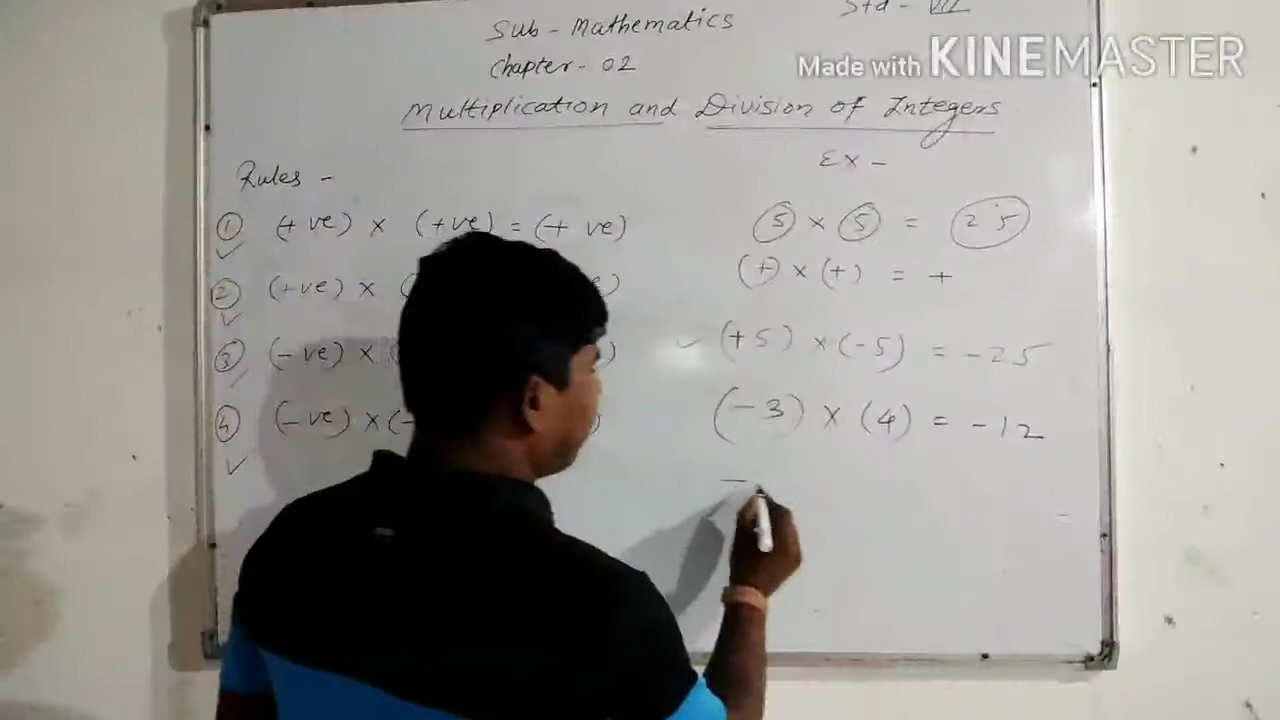 Sub - Mathematics
Std - VII
Made with KINEMASTER
Chapter - 02
Multiplication and Division of Integers
Ex -
Rules -
① (+ ve) × (+ve) = (+ ve)
5 × 5 = 25
(+) × (+) = +
② (+ve) × ( )
③ (- ve) × ( )
(+5) × (-5) = -25
④ (- ve) × (- )
(-3) × (4) = -12
-